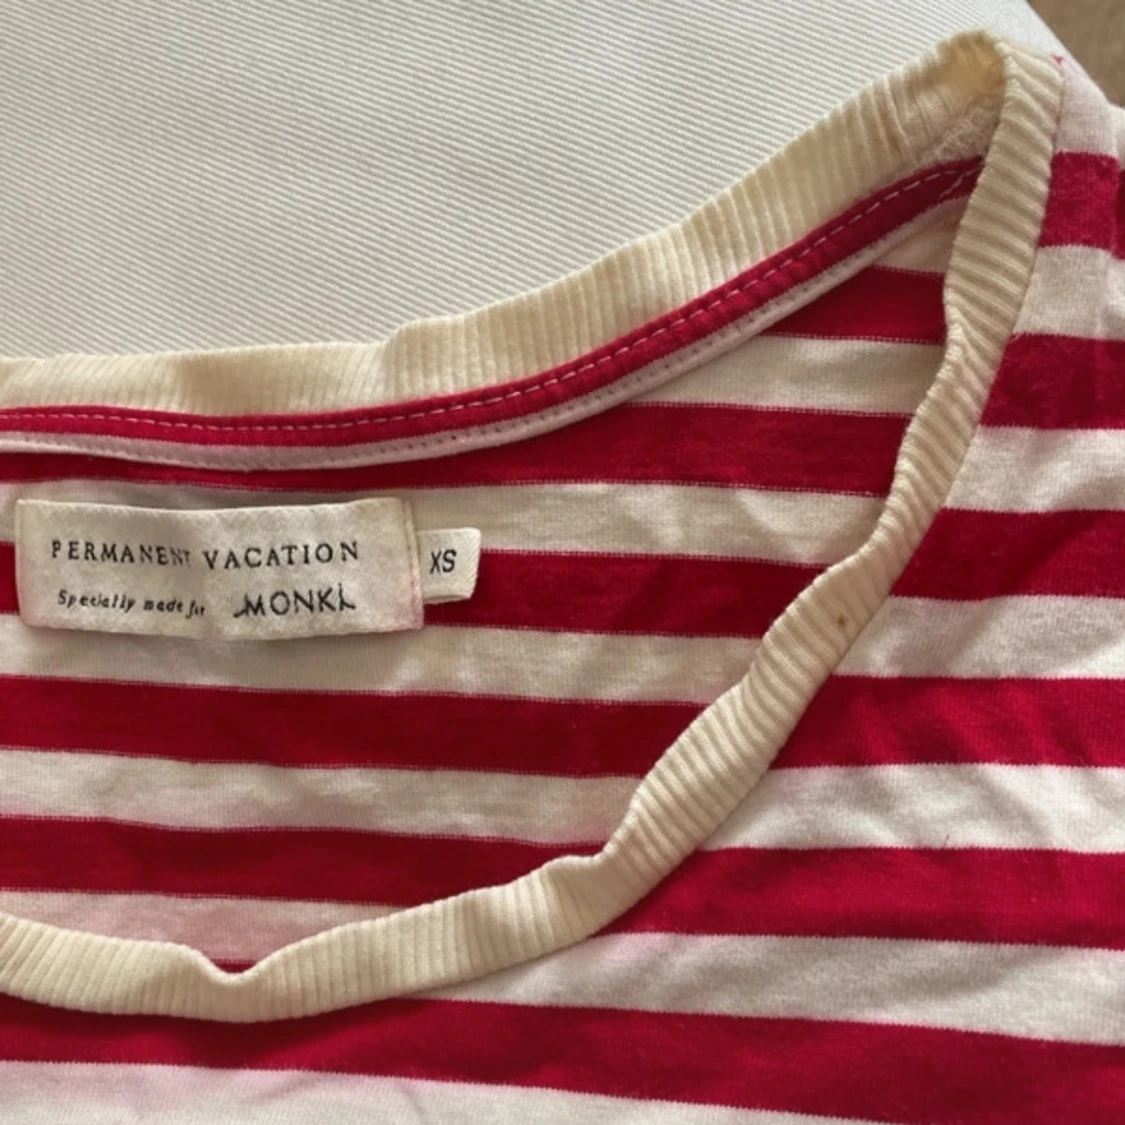 PERMANENT VACATION
Specially made for MONKI
XS